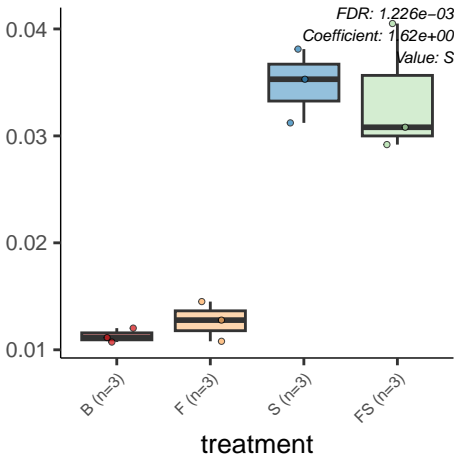 FDR: 1.226e−03
Coefficient: 1.62e+00
Value: S
0.04
0.03
0.02
0.01
B (n=3)
F (n=3)
S (n=3)
FS (n=3)
treatment